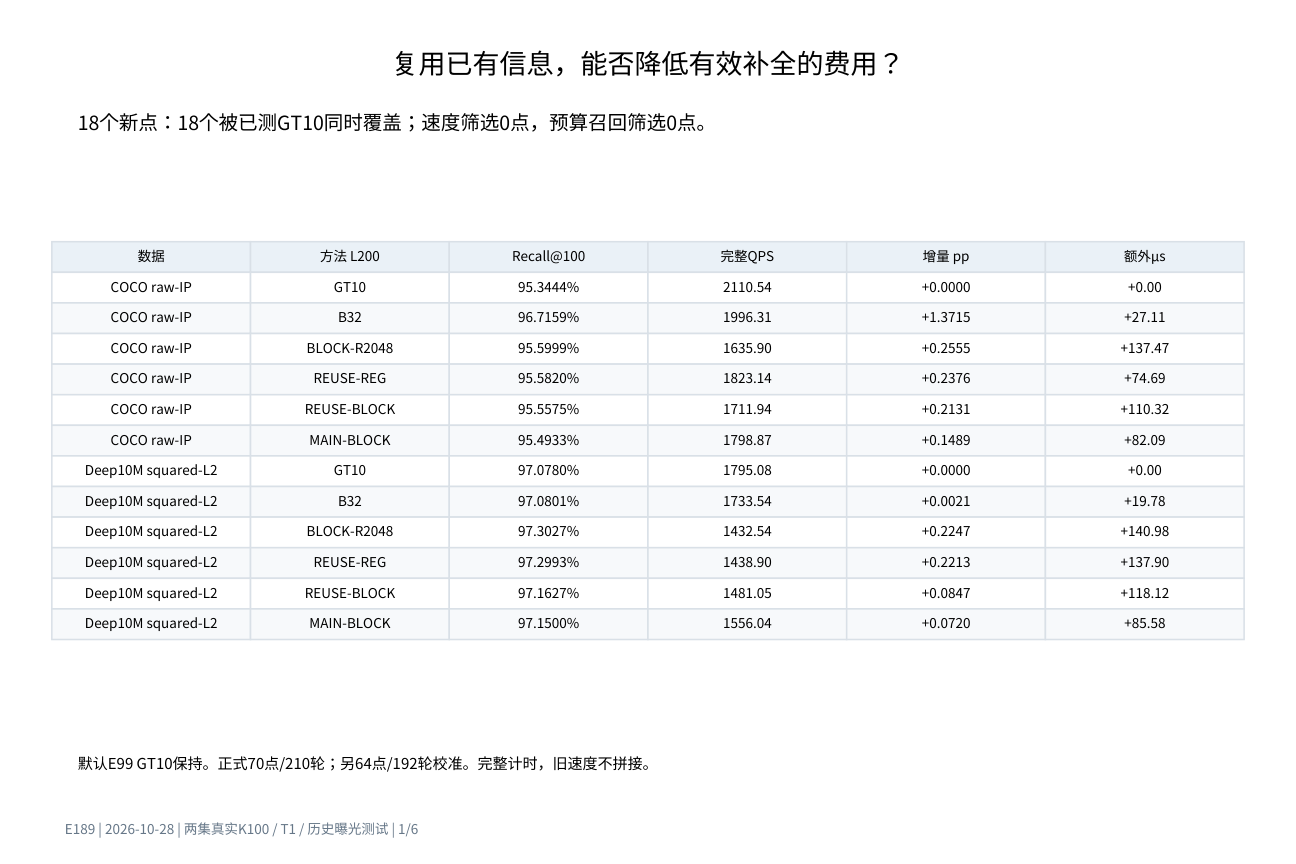 复用已有信息，能否降低有效补全的费用？
18个新点：18个被已测GT10同时覆盖；速度筛选0点，预算召回筛选0点。
数据 方法 L200 Recall@100 完整QPS 增量 pp 额外µs
COCO raw-IP GT10 95.3444% 2110.54 +0.0000 +0.00
COCO raw-IP B32 96.7159% 1996.31 +1.3715 +27.11
COCO raw-IP BLOCK-R2048 95.5999% 1635.90 +0.2555 +137.47
COCO raw-IP REUSE-REG 95.5820% 1823.14 +0.2376 +74.69
COCO raw-IP REUSE-BLOCK 95.5575% 1711.94 +0.2131 +110.32
COCO raw-IP MAIN-BLOCK 95.4933% 1798.87 +0.1489 +82.09
Deep10M squared-L2 GT10 97.0780% 1795.08 +0.0000 +0.00
Deep10M squared-L2 B32 97.0801% 1733.54 +0.0021 +19.78
Deep10M squared-L2 BLOCK-R2048 97.3027% 1432.54 +0.2247 +140.98
Deep10M squared-L2 REUSE-REG 97.2993% 1438.90 +0.2213 +137.90
Deep10M squared-L2 REUSE-BLOCK 97.1627% 1481.05 +0.0847 +118.12
Deep10M squared-L2 MAIN-BLOCK 97.1500% 1556.04 +0.0720 +85.58
默认E99 GT10保持。正式70点/210轮；另64点/192轮校准。完整计时，旧速度不拼接。
E189 | 2026-10-28 | 两集真实K100 / T1 / 历史曝光测试 | 1/6